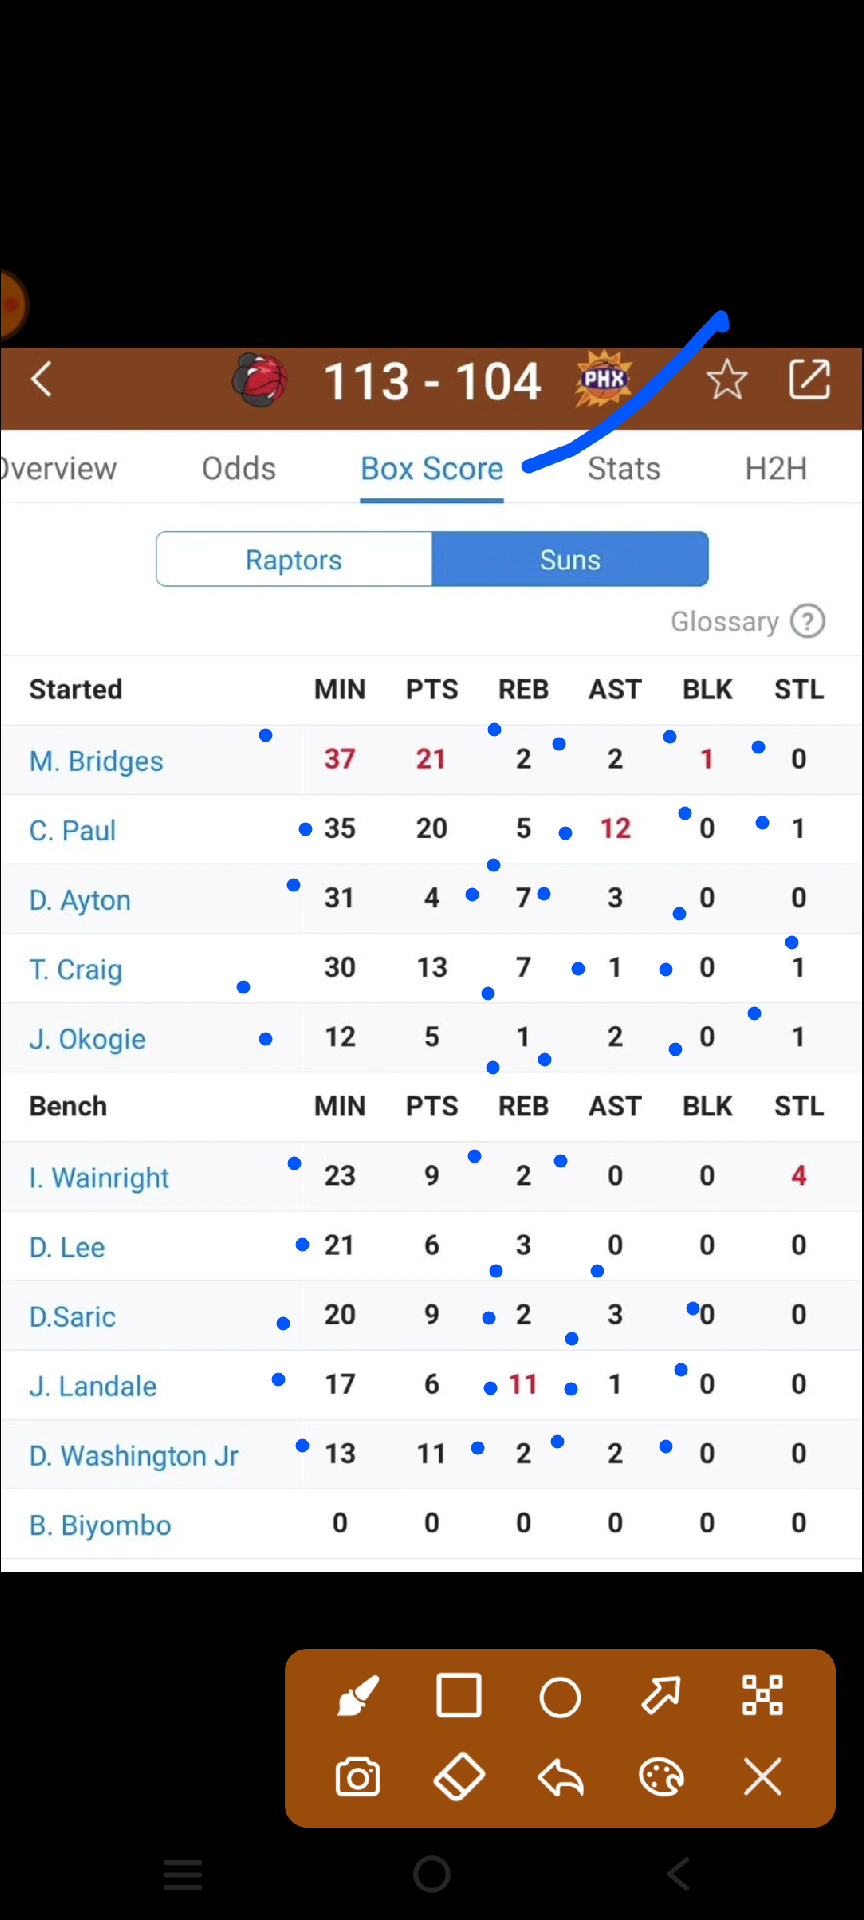 113 - 104 PHX
Overview Odds Box Score Stats H2H
Raptors Suns
Glossary ?
Started MIN PTS REB AST BLK STL
M. Bridges 37 21 2 2 1 0
C. Paul 35 20 5 12 0 1
D. Ayton 31 4 7 3 0 0
T. Craig 30 13 7 1 0 1
J. Okogie 12 5 1 2 0 1
Bench MIN PTS REB AST BLK STL
I. Wainright 23 9 2 0 0 4
D. Lee 21 6 3 0 0 0
D.Saric 20 9 2 3 0 0
J. Landale 17 6 11 1 0 0
D. Washington Jr 13 11 2 2 0 0
B. Biyombo 0 0 0 0 0 0